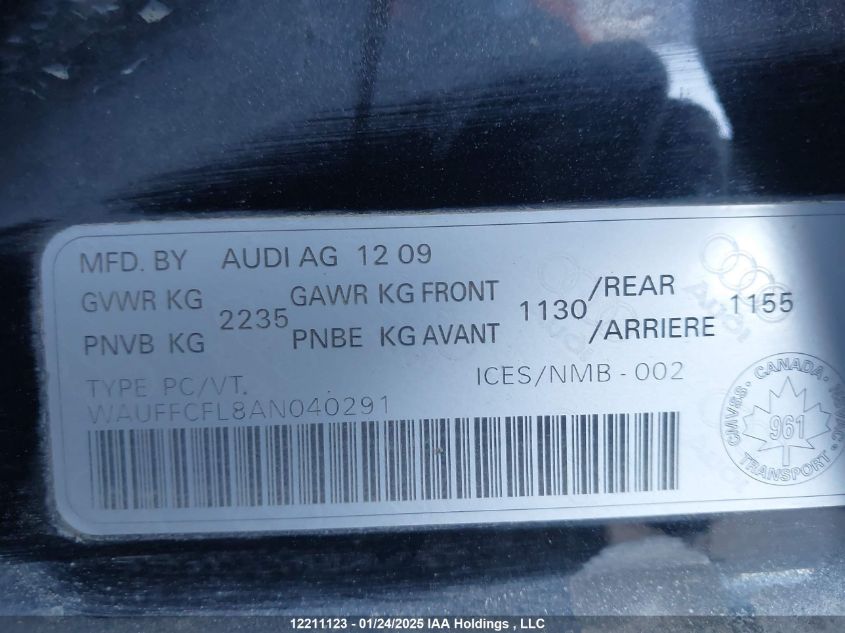 MFD. BY AUDI AG 12 09
GVWR KG 2235 GAWR KG FRONT 1130 /REAR 1155
PNVB KG PNBE KG AVANT /ARRIERE
TYPE PC/VT. ICES/NMB - 002
WAUFFCFL8AN040291
CMVSS. CANADA.
961
TRANSPORT
Audi
12211123 - 01/24/2025 IAA Holdings , LLC